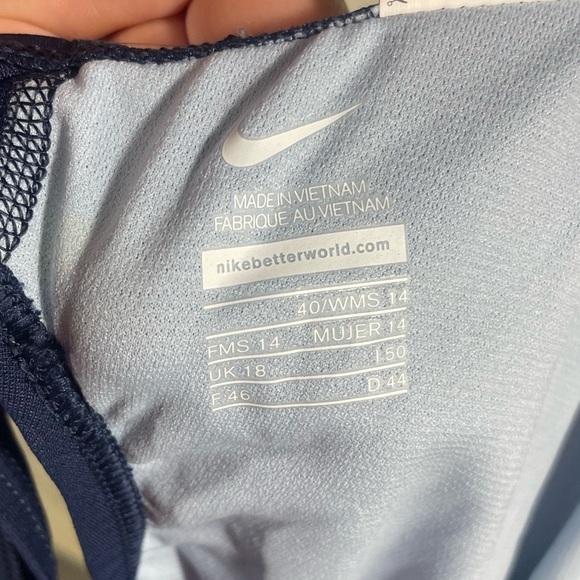 MADE IN VIETNAM
FABRIQUE AU VIETNAM
nikebetterworld.com
40/WMS 14
FMS 14 MUJER 14
UK 18 I 50
F 46 D 44